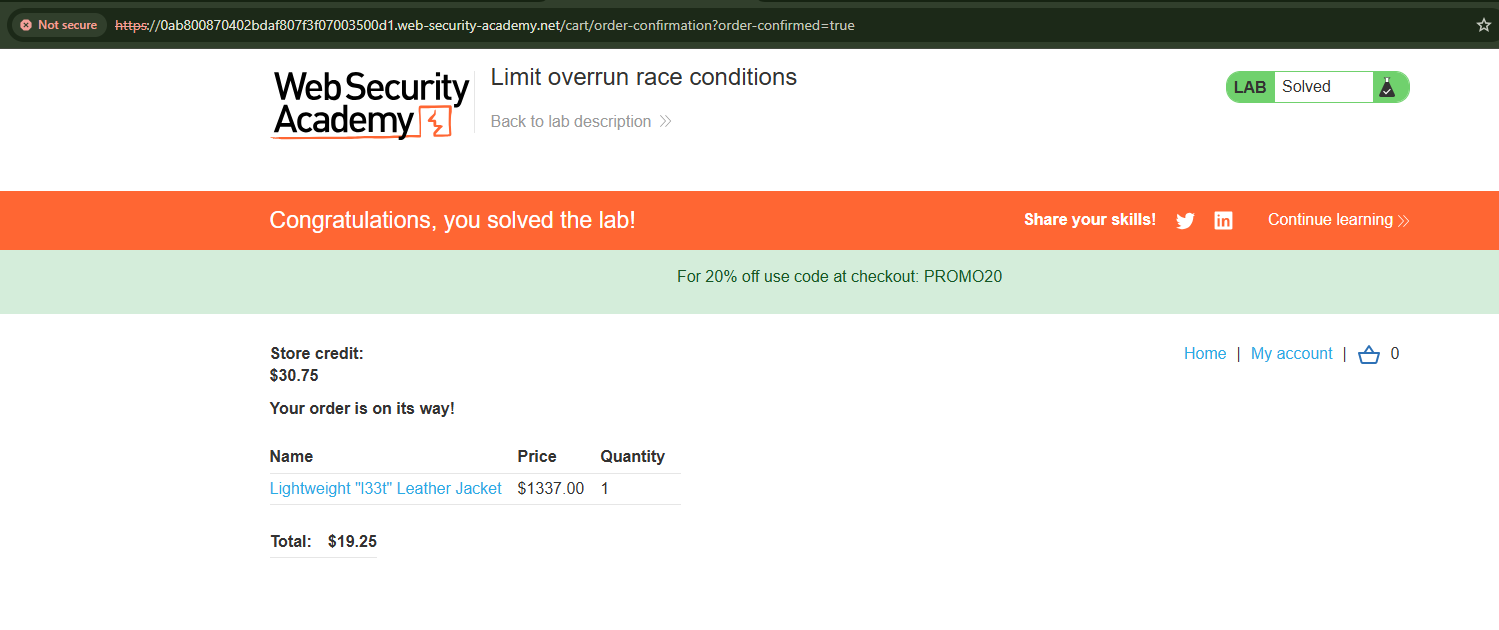 Not secure https://0ab800870402bdaf807f3f07003500d1.web-security-academy.net/cart/order-confirmation?order-confirmed=true
WebSecurity
Academy
Limit overrun race conditions
Back to lab description
LAB Solved
Congratulations, you solved the lab!
Share your skills!
Continue learning
For 20% off use code at checkout: PROMO20
Store credit:
$30.75
Home | My account | 0
Your order is on its way!
Name Price Quantity
Lightweight "l33t" Leather Jacket $1337.00 1
Total: $19.25